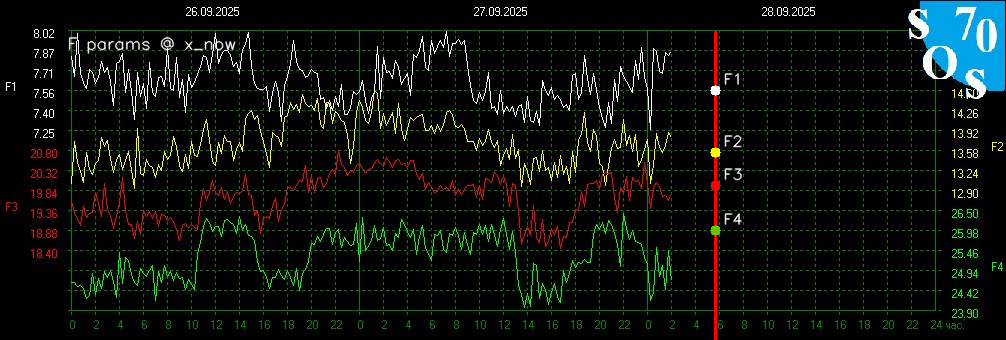 26.09.2025 27.09.2025 28.09.2025
F params @ x_now
S 70
O
S
F1
8.02
7.87
7.71
7.56
7.40
7.25
F3
20.80
20.32
19.84
19.36
18.88
18.40
F1
F2
F3
F4
14.26
13.92
13.58
13.24
12.90
F2
26.50
25.98
25.46
24.94
24.42
23.90
F4
0 2 4 6 8 10 12 14 16 18 20 22 0 2 4 6 8 10 12 14 16 18 20 22 0 2 4 6 8 10 12 14 16 18 20 22 24 час.